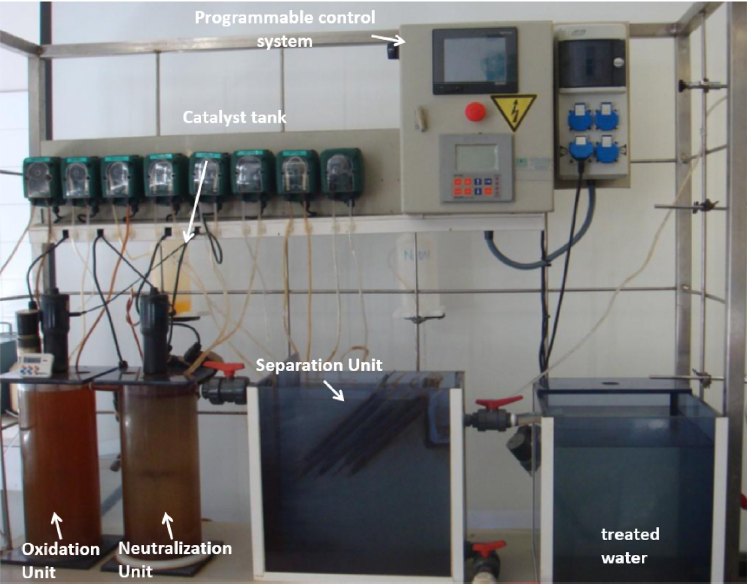 Programmable control
system
Catalyst tank
Separation Unit
Oxidation
Unit
Neutralization
Unit
treated
water